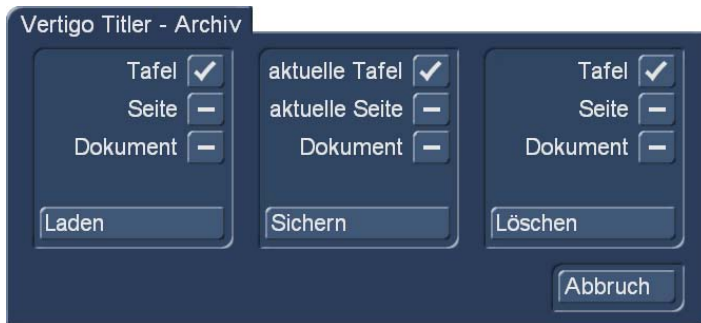 Vertigo Titler - Archiv
Tafel
Seite
Dokument
Laden
aktuelle Tafel
aktuelle Seite
Dokument
Sichern
Tafel
Seite
Dokument
Löschen
Abbruch